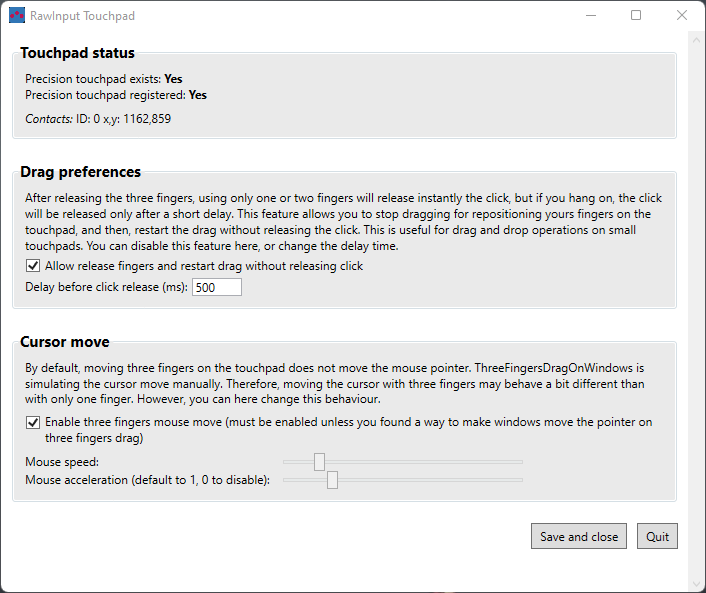 RawInput Touchpad
Touchpad status
Precision touchpad exists: Yes
Precision touchpad registered: Yes
Contacts: ID: 0 x,y: 1162,859
Drag preferences
After releasing the three fingers, using only one or two fingers will release instantly the click, but if you hang on, the click
will be released only after a short delay. This feature allows you to stop dragging for repositioning yours fingers on the
touchpad, and then, restart the drag without releasing the click. This is useful for drag and drop operations on small
touchpads. You can disable this feature here, or change the delay time.
Allow release fingers and restart drag without releasing click
Delay before click release (ms): 500
Cursor move
By default, moving three fingers on the touchpad does not move the mouse pointer. ThreeFingersDragOnWindows is
simulating the cursor move manually. Therefore, moving the cursor with three fingers may behave a bit different than
with only one finger. However, you can here change this behaviour.
Enable three fingers mouse move (must be enabled unless you found a way to make windows move the pointer on
three fingers drag)
Mouse speed:
Mouse acceleration (default to 1, 0 to disable):
Save and close Quit